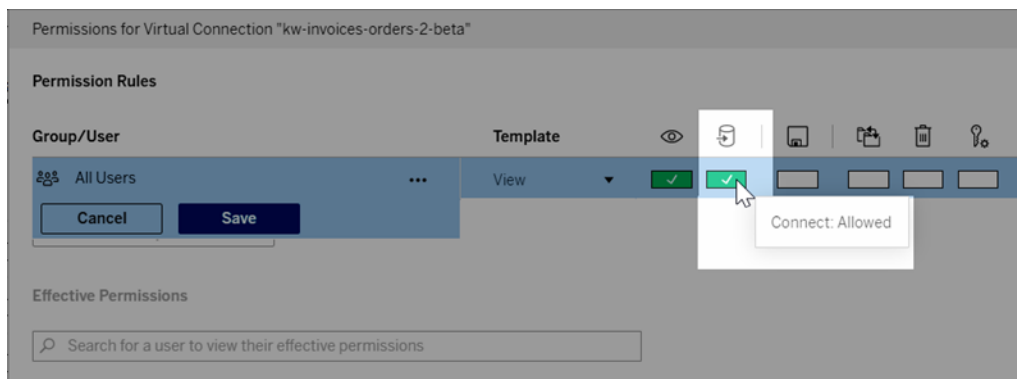 Permissions for Virtual Connection "kw-invoices-orders-2-beta"
Permission Rules
Group/User Template
All Users View
Cancel Save
Connect: Allowed
Effective Permissions
Search for a user to view their effective permissions